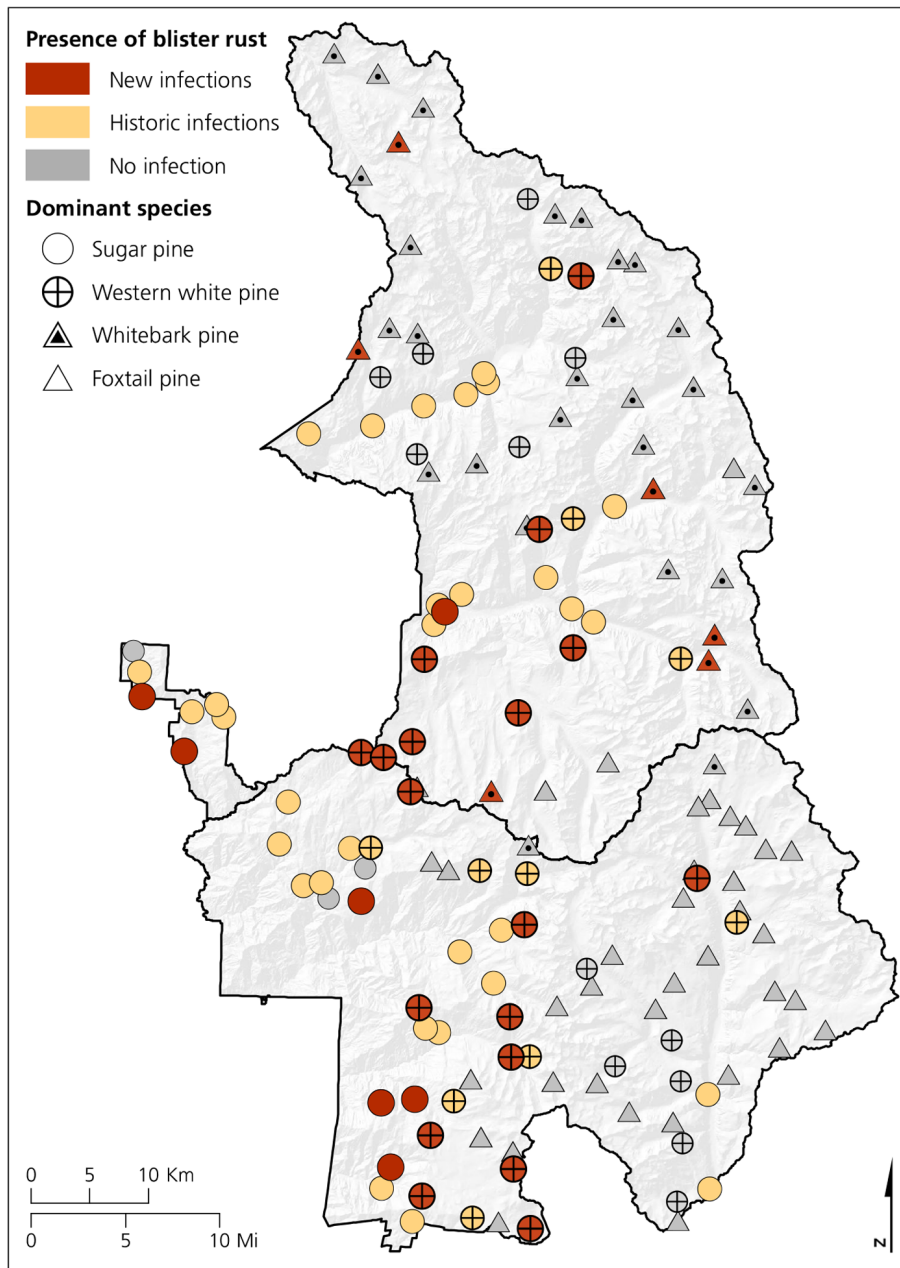 Presence of blister rust
New infections
Historic infections
No infection
Dominant species
Sugar pine
Western white pine
Whitebark pine
Foxtail pine
0 5 10 Km
0 5 10 Mi
N